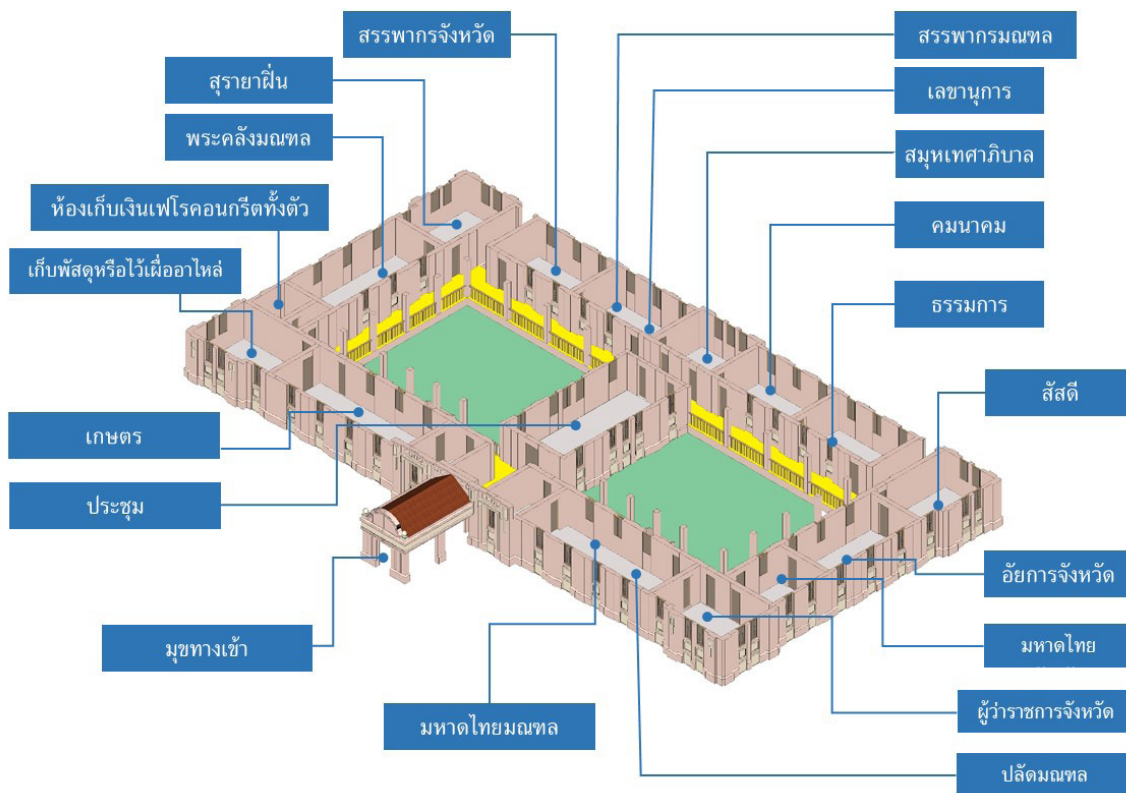 สรรพากรจังหวัด
สรรพากรมณฑล
สุรายาฝิ่น
เลขานุการ
พระคลังมณฑล
สมุหเทศาภิบาล
ห้องเก็บเงินเฟโรคอนกรีตทั้งตัว
คมนาคม
เก็บพัสดุหรือไว้เผื่ออาไหล่
ธรรมการ
สัสดี
เกษตร
ประชุม
อัยการจังหวัด
มุขทางเข้า
มหาดไทย
มหาดไทยมณฑล
ผู้ว่าราชการจังหวัด
ปลัดมณฑล